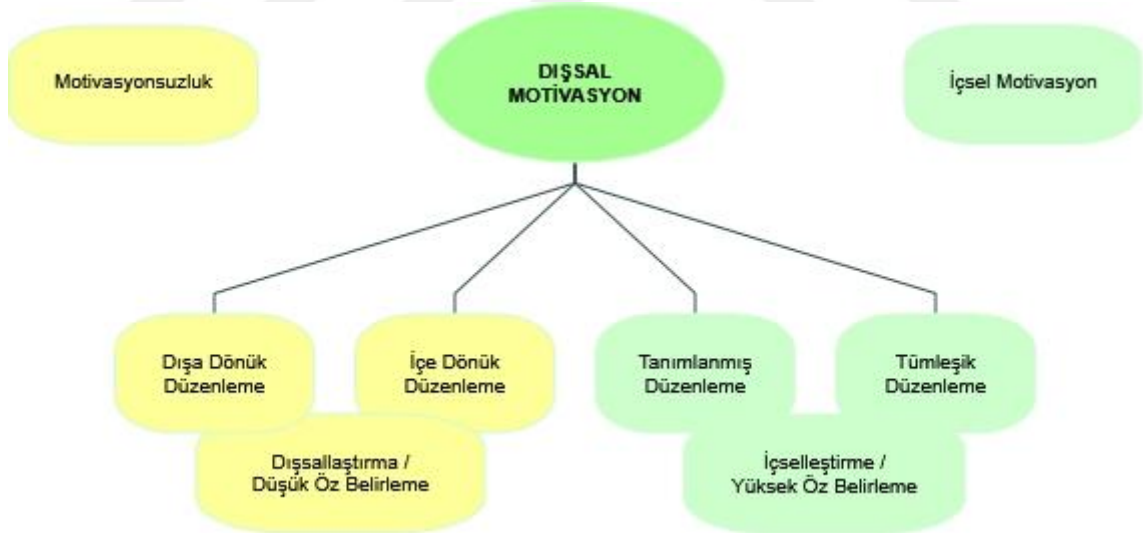 Motivasyonsuzluk
DIŞSAL
MOTİVASYON
İçsel Motivasyon
Dışa Dönük
Düzenleme
İçe Dönük
Düzenleme
Tanımlanmış
Düzenleme
Tümleşik
Düzenleme
Dışsallaştırma /
Düşük Öz Belirleme
İçselleştirme /
Yüksek Öz Belirleme